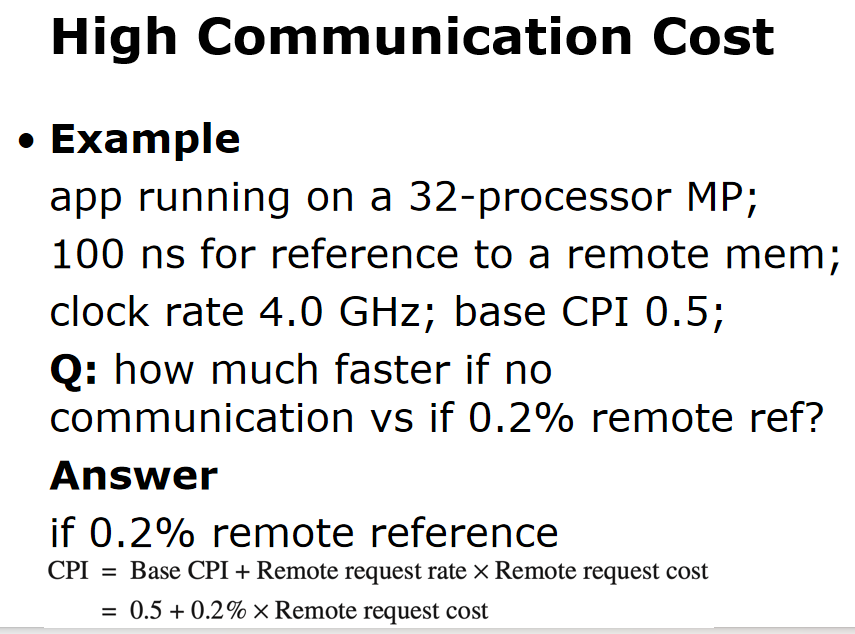 High Communication Cost
• Example
app running on a 32-processor MP;
100 ns for reference to a remote mem;
clock rate 4.0 GHz; base CPI 0.5;
Q: how much faster if no
communication vs if 0.2% remote ref?
Answer
if 0.2% remote reference
CPI = Base CPI + Remote request rate × Remote request cost
= 0.5 + 0.2% × Remote request cost